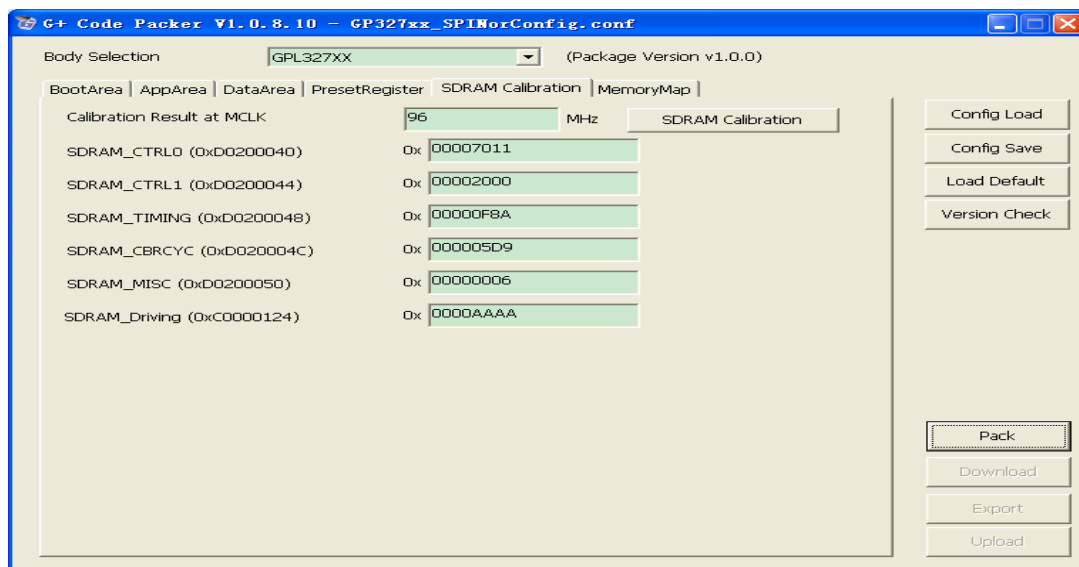 G+ Code Packer V1.0.8.10 - GP327xx_SPINorConfig.conf
Body Selection GPL327XX (Package Version v1.0.0)
BootArea AppArea DataArea PresetRegister SDRAM Calibration MemoryMap
Calibration Result at MCLK 96 MHz SDRAM Calibration
SDRAM_CTRL0 (0xD0200040) 0x 00007011
SDRAM_CTRL1 (0xD0200044) 0x 00002000
SDRAM_TIMING (0xD0200048) 0x 00000F8A
SDRAM_CBRCYC (0xD020004C) 0x 000005D9
SDRAM_MISC (0xD0200050) 0x 00000006
SDRAM_Driving (0xC0000124) 0x 0000AAAA
Config Load
Config Save
Load Default
Version Check
Pack
Download
Export
Upload